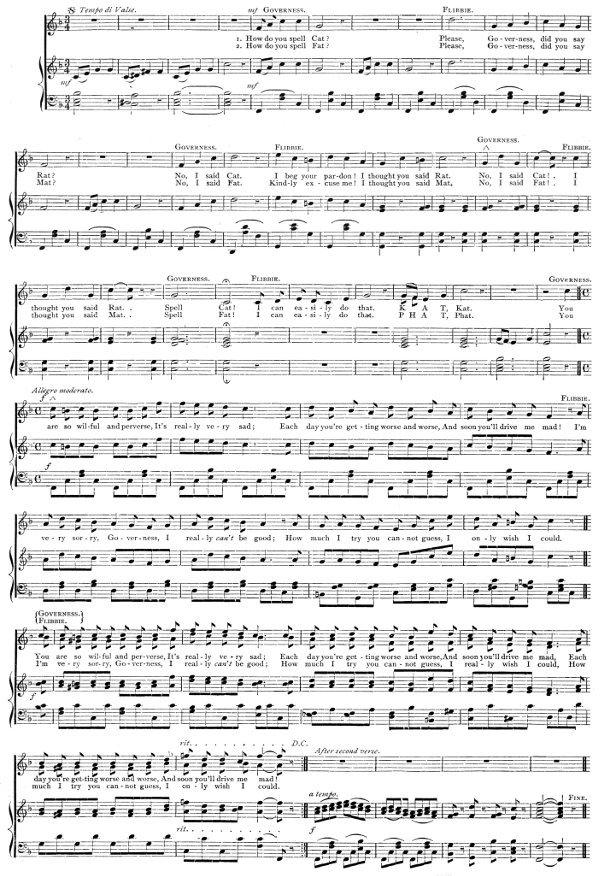 Tempo di Valse. mf GOVERNESS. FLIBBIE.
1. How do you spell Cat? Please, Go-ver-ness, did you say
2. How do you spell Fat? Please, Go-ver-ness, did you say
mf
GOVERNESS. FLIBBIE. GOVERNESS. FLIBBIE.
Rat? No, I said Cat. I beg your par-don! I thought you said Rat. No, I said Cat!. I
Mat? No, I said Fat. Kind-ly ex-cuse me! I thought you said Mat, No, I said Fat!. I
GOVERNESS. FLIBBIE. GOVERNESS.
thought you said Rat. . Spell Cat! I can ea-si-ly do that. K A T, Kat. You
thought you said Mat. . Spell Fat! I can ea-si-ly do that. P H A T, Phat. You
Allegro moderato.
f FLIBBIE.
are so wil-ful and perverse, It's real-ly ve-ry sad; Each day you're get-ting worse and worse, And soon you'll drive me mad! I'm
f
ve-ry sor-ry, Go-ver-ness, I real-ly can't be good; How much I try you can-not guess, I on-ly wish I could.
{GOVERNESS.}
{FLIBBIE.}
You are so wil-ful and per-verse, It's real-ly ve-ry sad; Each day you're get-ting worse and worse, And soon you'll drive me mad, Each
I'm ve-ry sor-ry, Go-ver-ness, I real-ly can't be good; How much I try you can-not guess, I real-ly wish I could, How
f
rit. . . . . . . . . . . . D.C. After second verse.
day you're get-ting worse and worse, And soon you'll drive me mad!
much I try you can-not guess, I on-ly wish I could.
a tempo. FINE.
rit. . . . . . . . . . . . f